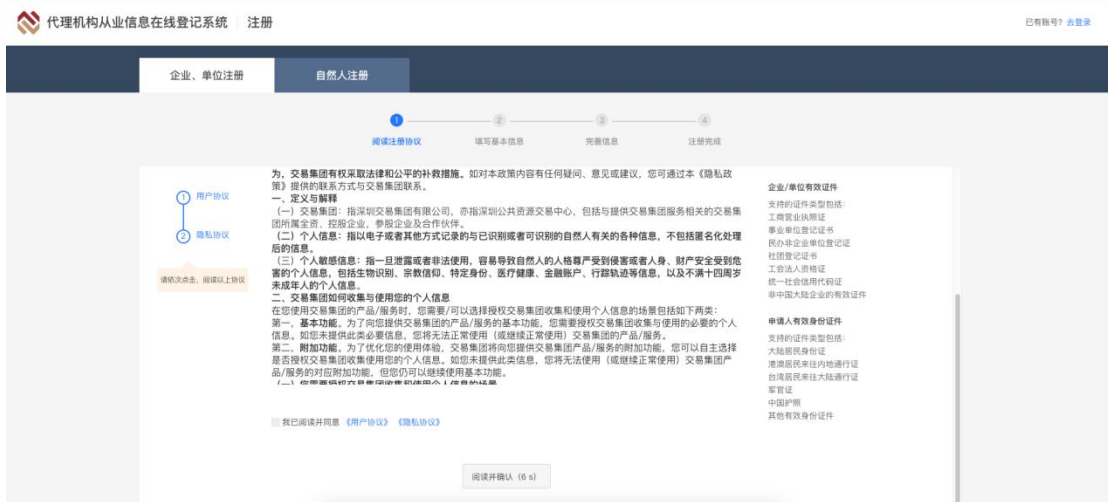 代理机构从业信息在线登记系统 注册
已有账号？去登录
企业、单位注册
自然人注册
1 2 3 4
阅读注册协议 填写基本信息 完善信息 注册完成
1 用户协议
2 隐私协议
请依次点击，阅读以上协议
为，交易集团有权采取法律和公平的补救措施。如对本政策内容有任何疑问、意见或建议，您可通过本《隐私政
策》提供的联系方式与交易集团联系。
一、定义与解释
（一）交易集团：指深圳交易集团有限公司，亦指深圳公共资源交易中心，包括与提供交易集团服务相关的交易集
团所属全资、控股企业，参股企业及合作伙伴。
（二）个人信息：指以电子或者其他方式记录的与已识别或者可识别的自然人有关的各种信息，不包括匿名化处理
后的信息。
（三）个人敏感信息：指一旦泄露或者非法使用，容易导致自然人的人格尊严受到侵害或者人身、财产安全受到危
害的个人信息，包括生物识别、宗教信仰、特定身份、医疗健康、金融账户、行踪轨迹等信息，以及不满十四周岁
未成年人的个人信息。
二、交易集团如何收集与使用您的个人信息
在您使用交易集团的产品/服务时，您需要/可以选择授权交易集团收集和使用个人信息的场景包括如下两类：
第一，基本功能。为了向您提供交易集团的产品/服务的基本功能，您需要授权交易集团收集与使用的必要的个人
信息。如您未提供此类必要信息，您将无法正常使用（或继续正常使用）交易集团的产品/服务。
第二，附加功能。为了优化您的使用体验，交易集团将向您提供交易集团产品/服务的附加功能，您可以自主选择
是否授权交易集团收集使用您的个人信息。如您未提供此类信息，您将无法使用（或继续正常使用）交易集团产
品/服务的对应附加功能，但您仍可以继续使用基本功能。
（一）您需要授权交易集团收集和使用个人信息的场景
我已阅读并同意 《用户协议》 《隐私协议》
阅读并确认（6 s）
企业/单位有效证件
支持的证件类型包括：
工商营业执照证
事业单位登记证书
民办非企业单位登记证
社团登记证书
工会法人资格证
统一社会信用代码证
非中国大陆企业的有效证件
申请人有效身份证件
支持的证件类型包括：
大陆居民身份证
港澳居民来往内地通行证
台湾居民来往大陆通行证
军官证
中国护照
其他有效身份证件